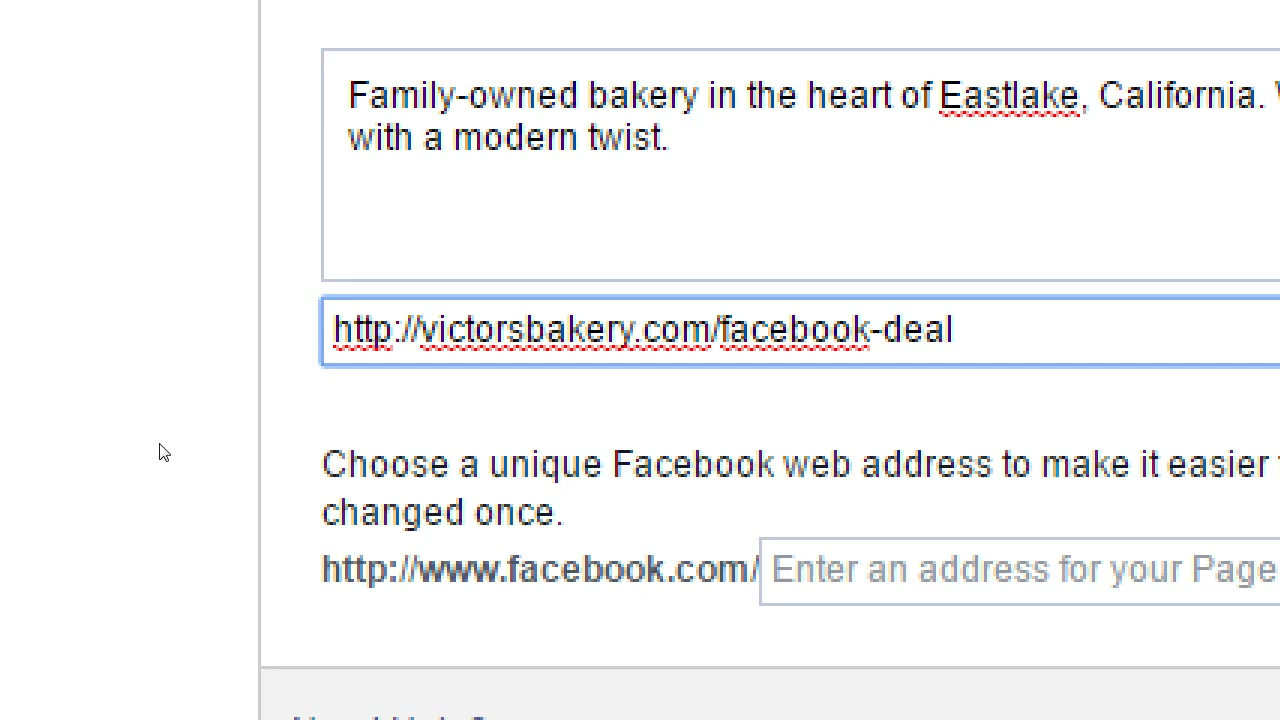 Family-owned bakery in the heart of Eastlake, California.
with a modern twist.
http://victorsbakery.com/facebook-deal
Choose a unique Facebook web address to make it easier
changed once.
http://www.facebook.com/ Enter an address for your Page